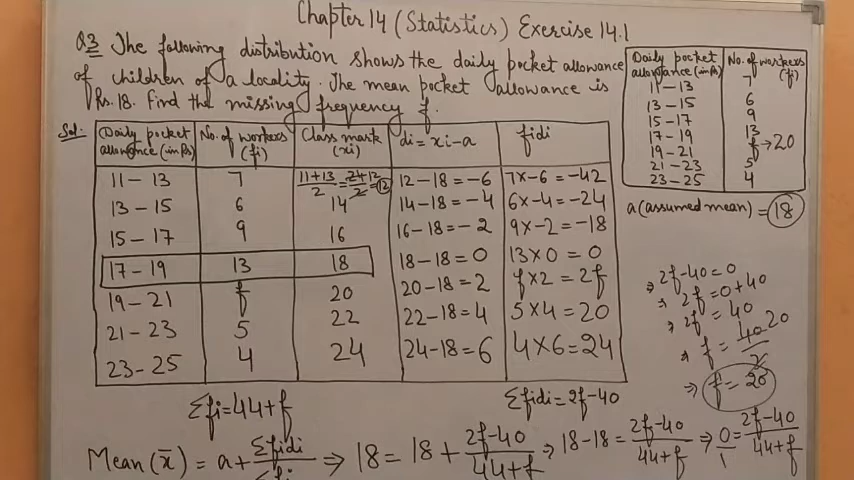 Chapter 14 (Statistics) Exercise 14.1
Q3 The following distribution shows the daily pocket allowance
of children of a locality. The mean pocket allowance is
Rs. 18. Find the missing frequency f.
Daily pocket allowance (in Rs) No. of workers (fi)
11-13 7
13-15 6
15-17 9
17-19 13
19-21 f→20
21-23 5
23-25 4
a (assumed mean) = 18
Sol:
Daily pocket allowance (in Rs) No. of workers (fi) Class mark (xi) di = xi-a fidi
11-13 7 11+13/2 = 24 12/2 = 12 12-18=-6 7x-6=-42
13-15 6 14 14-18=-4 6x-4=-24
15-17 9 16 16-18=-2 9x-2=-18
17-19 13 18 18-18=0 13x0=0
19-21 f 20 20-18=2 fx2=2f
21-23 5 22 22-18=4 5x4=20
23-25 4 24 24-18=6 4x6=24
Σfi=44+f Σfidi=2f-40
Mean (x̄) = a + Σfidi/Σfi ⇒ 18 = 18 + 2f-40/44+f ⇒ 18-18 = 2f-40/44+f ⇒ 0/1 = 2f-40/44+f
⇒ 2f-40=0
⇒ 2f=0+40
⇒ 2f=40
⇒ f=40 20/2
⇒ f=20